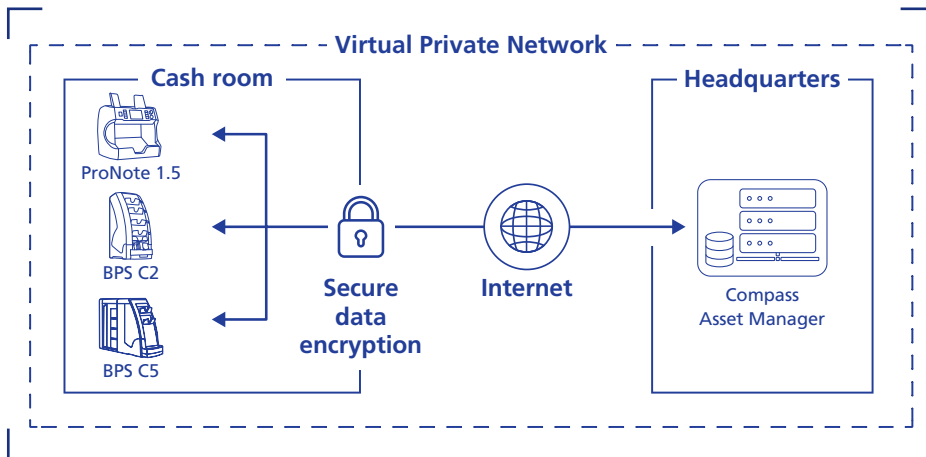 Virtual Private Network
Cash room
Headquarters
ProNote 1.5
BPS C2
BPS C5
Secure
data
encryption
Internet
Compass
Asset Manager